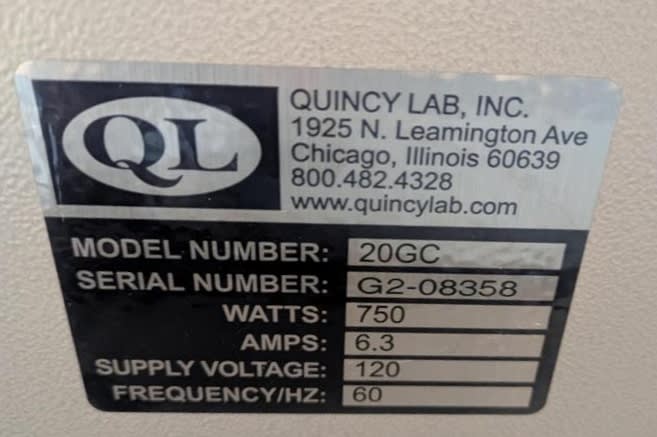 QL
QUINCY LAB, INC.
1925 N. Leamington Ave
Chicago, Illinois 60639
800.482.4328
www.quincylab.com
MODEL NUMBER: 20GC
SERIAL NUMBER: G2-08358
WATTS: 750
AMPS: 6.3
SUPPLY VOLTAGE: 120
FREQUENCY/HZ: 60